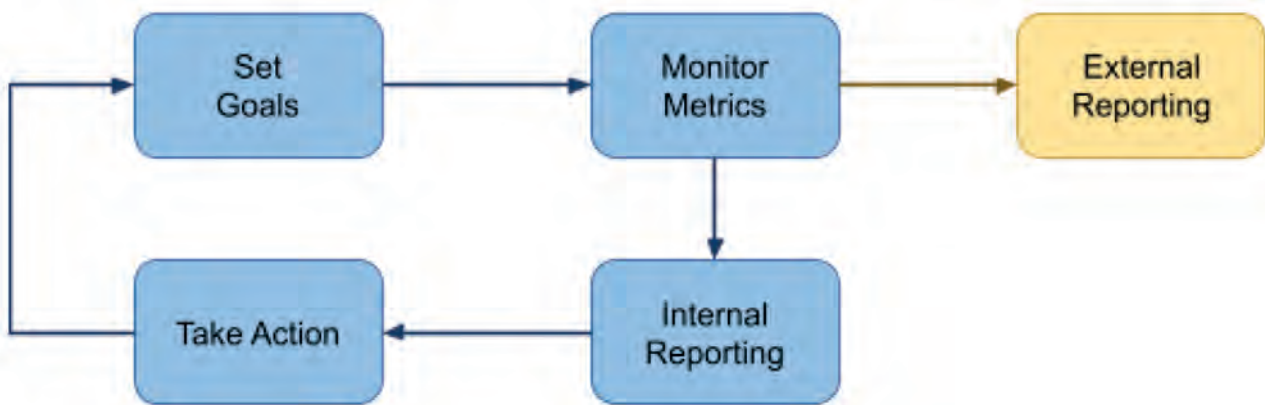 Set
Goals
Monitor
Metrics
External
Reporting
Take Action
Internal
Reporting